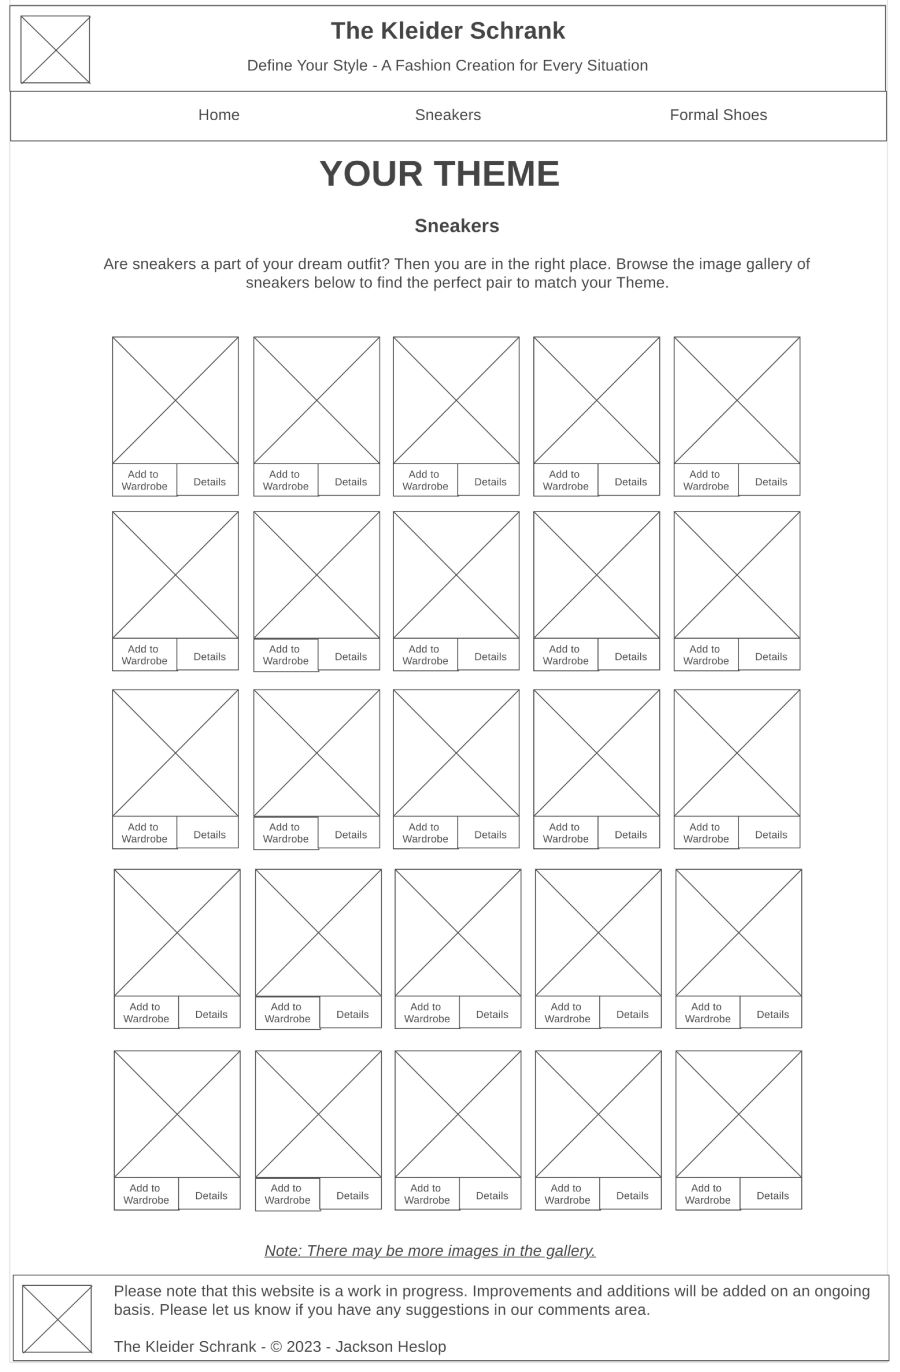 The Kleider Schrank
Define Your Style - A Fashion Creation for Every Situation
Home Sneakers Formal Shoes
YOUR THEME
Sneakers
Are sneakers a part of your dream outfit? Then you are in the right place. Browse the image gallery of
sneakers below to find the perfect pair to match your Theme.
Add to Add to Add to Add to Add to
Wardrobe Details Wardrobe Details Wardrobe Details Wardrobe Details Wardrobe Details
Add to Add to Add to Add to Add to
Wardrobe Details Wardrobe Details Wardrobe Details Wardrobe Details Wardrobe Details
Add to Add to Add to Add to Add to
Wardrobe Details Wardrobe Details Wardrobe Details Wardrobe Details Wardrobe Details
Add to Add to Add to Add to Add to
Wardrobe Details Wardrobe Details Wardrobe Details Wardrobe Details Wardrobe Details
Add to Add to Add to Add to Add to
Wardrobe Details Wardrobe Details Wardrobe Details Wardrobe Details Wardrobe Details
Note: There may be more images in the gallery.
Please note that this website is a work in progress. Improvements and additions will be added on an ongoing
basis. Please let us know if you have any suggestions in our comments area.
The Kleider Schrank - © 2023 - Jackson Heslop